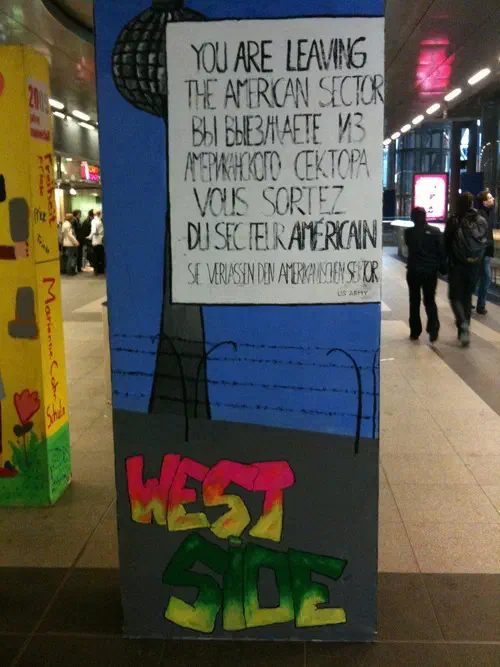 YOU ARE LEAVING
THE AMERICAN SECTOR
ВЫ ВЫЕЗЖАЕТЕ ИЗ
АМЕРИКАНСКОГО СЕКТОРА
VOUS SORTEZ
DU SECTEUR AMÉRICAIN
SIE VERLASSEN DEN AMERIKANISCHEN SEKTOR
US ARMY
WEST
SIDE